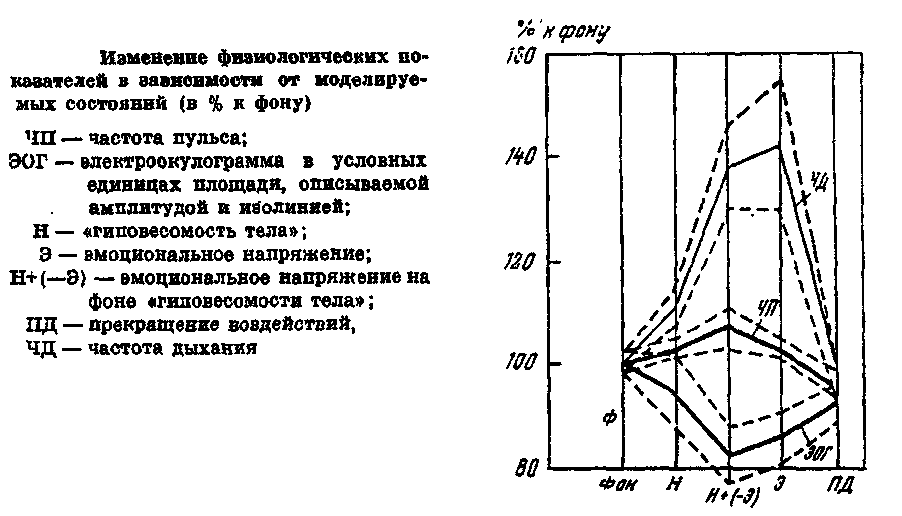 Изменение физиологических по-
казателей в зависимости от моделируе-
мых состояний (в % к фону)
ЧП — частота пульса;
ЭОГ — электроокулограмма в условных
единицах площади, описываемой
амплитудой и изолинией;
Н — «гиповесомость тела»;
Э — эмоциональное напряжение;
Н+(—Э) — эмоциональное напряжение на
фоне «гиповесомости тела»;
ПД — прекращение воздействий,
ЧД — частота дыхания
% к фону
160
140
120
100
80
ЧД
ЧП
Ф
ЭОГ
Фон Н Н+(-Э) Э ПД